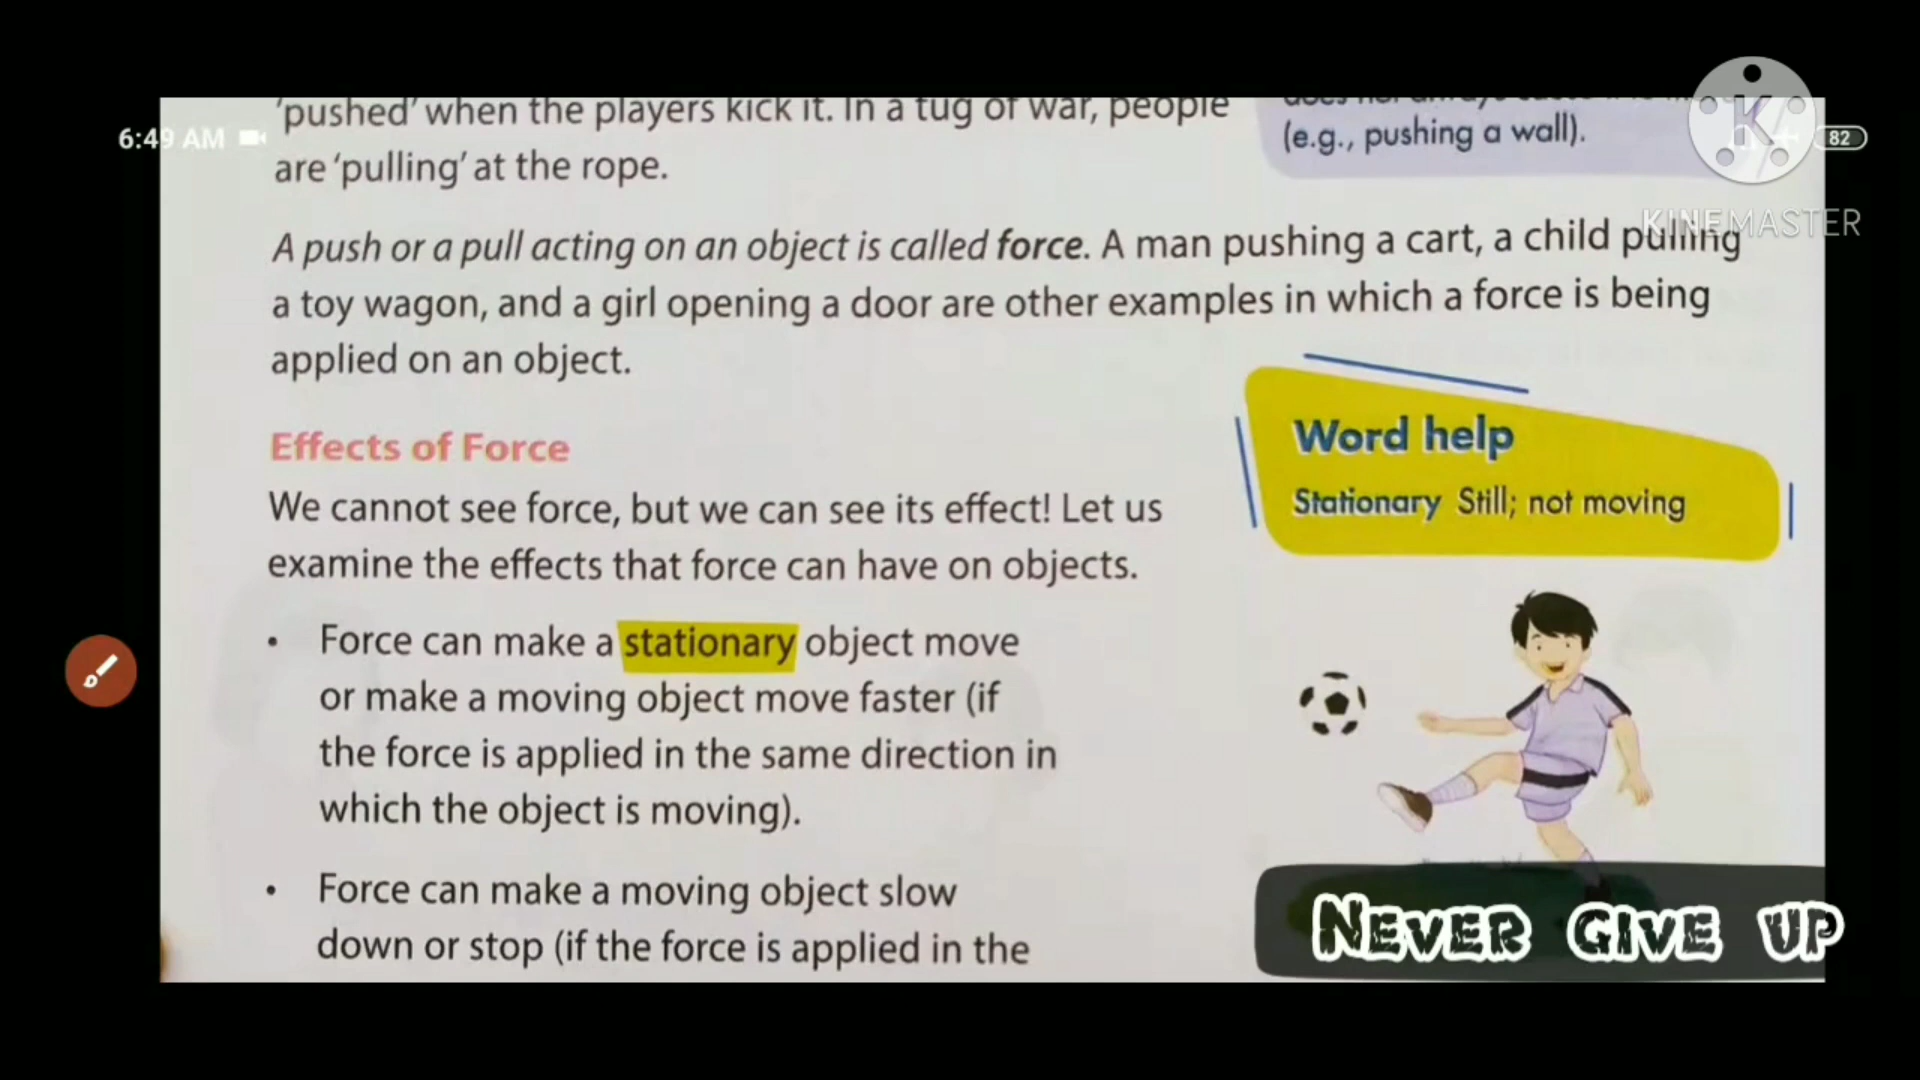 'pushed' when the players kick it. In a tug of war, people
are 'pulling' at the rope.
(e.g., pushing a wall).
6:49 AM
82
K
KINEMASTER
A push or a pull acting on an object is called force. A man pushing a cart, a child pulling
a toy wagon, and a girl opening a door are other examples in which a force is being
applied on an object.
Effects of Force
We cannot see force, but we can see its effect! Let us
examine the effects that force can have on objects.
Word help
Stationary Still; not moving
• Force can make a stationary object move
or make a moving object move faster (if
the force is applied in the same direction in
which the object is moving).
• Force can make a moving object slow
down or stop (if the force is applied in the
NEVER GIVE UP